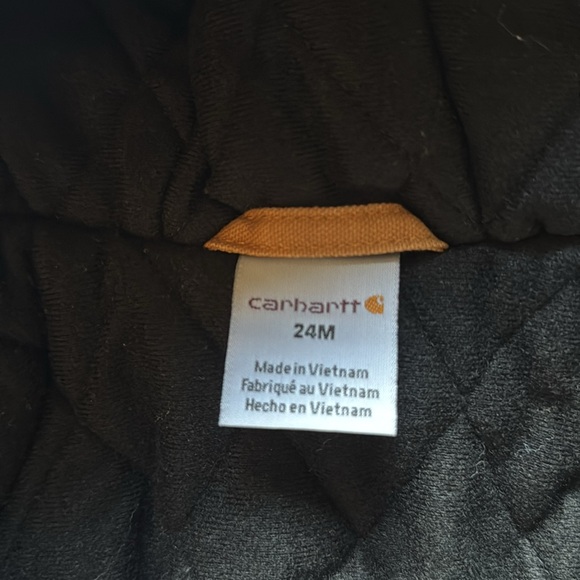 carhartt
24M
Made in Vietnam
Fabriqué au Vietnam
Hecho en Vietnam